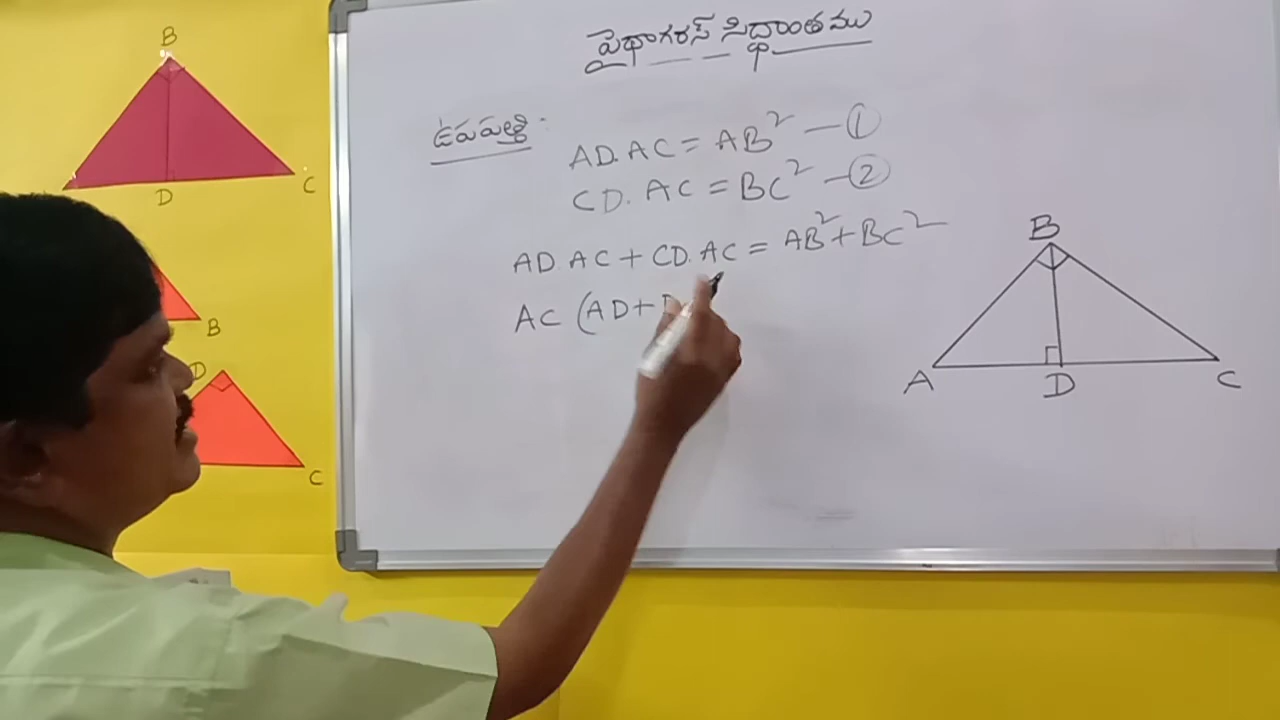 పైథాగరస్ సిద్ధాంతము
ఉపపత్తి:
AD.AC = AB² — ①
CD.AC = BC² — ②
AD.AC + CD.AC = AB² + BC²
AC (AD +
B
A
D
C
B
D
C
B
D
C